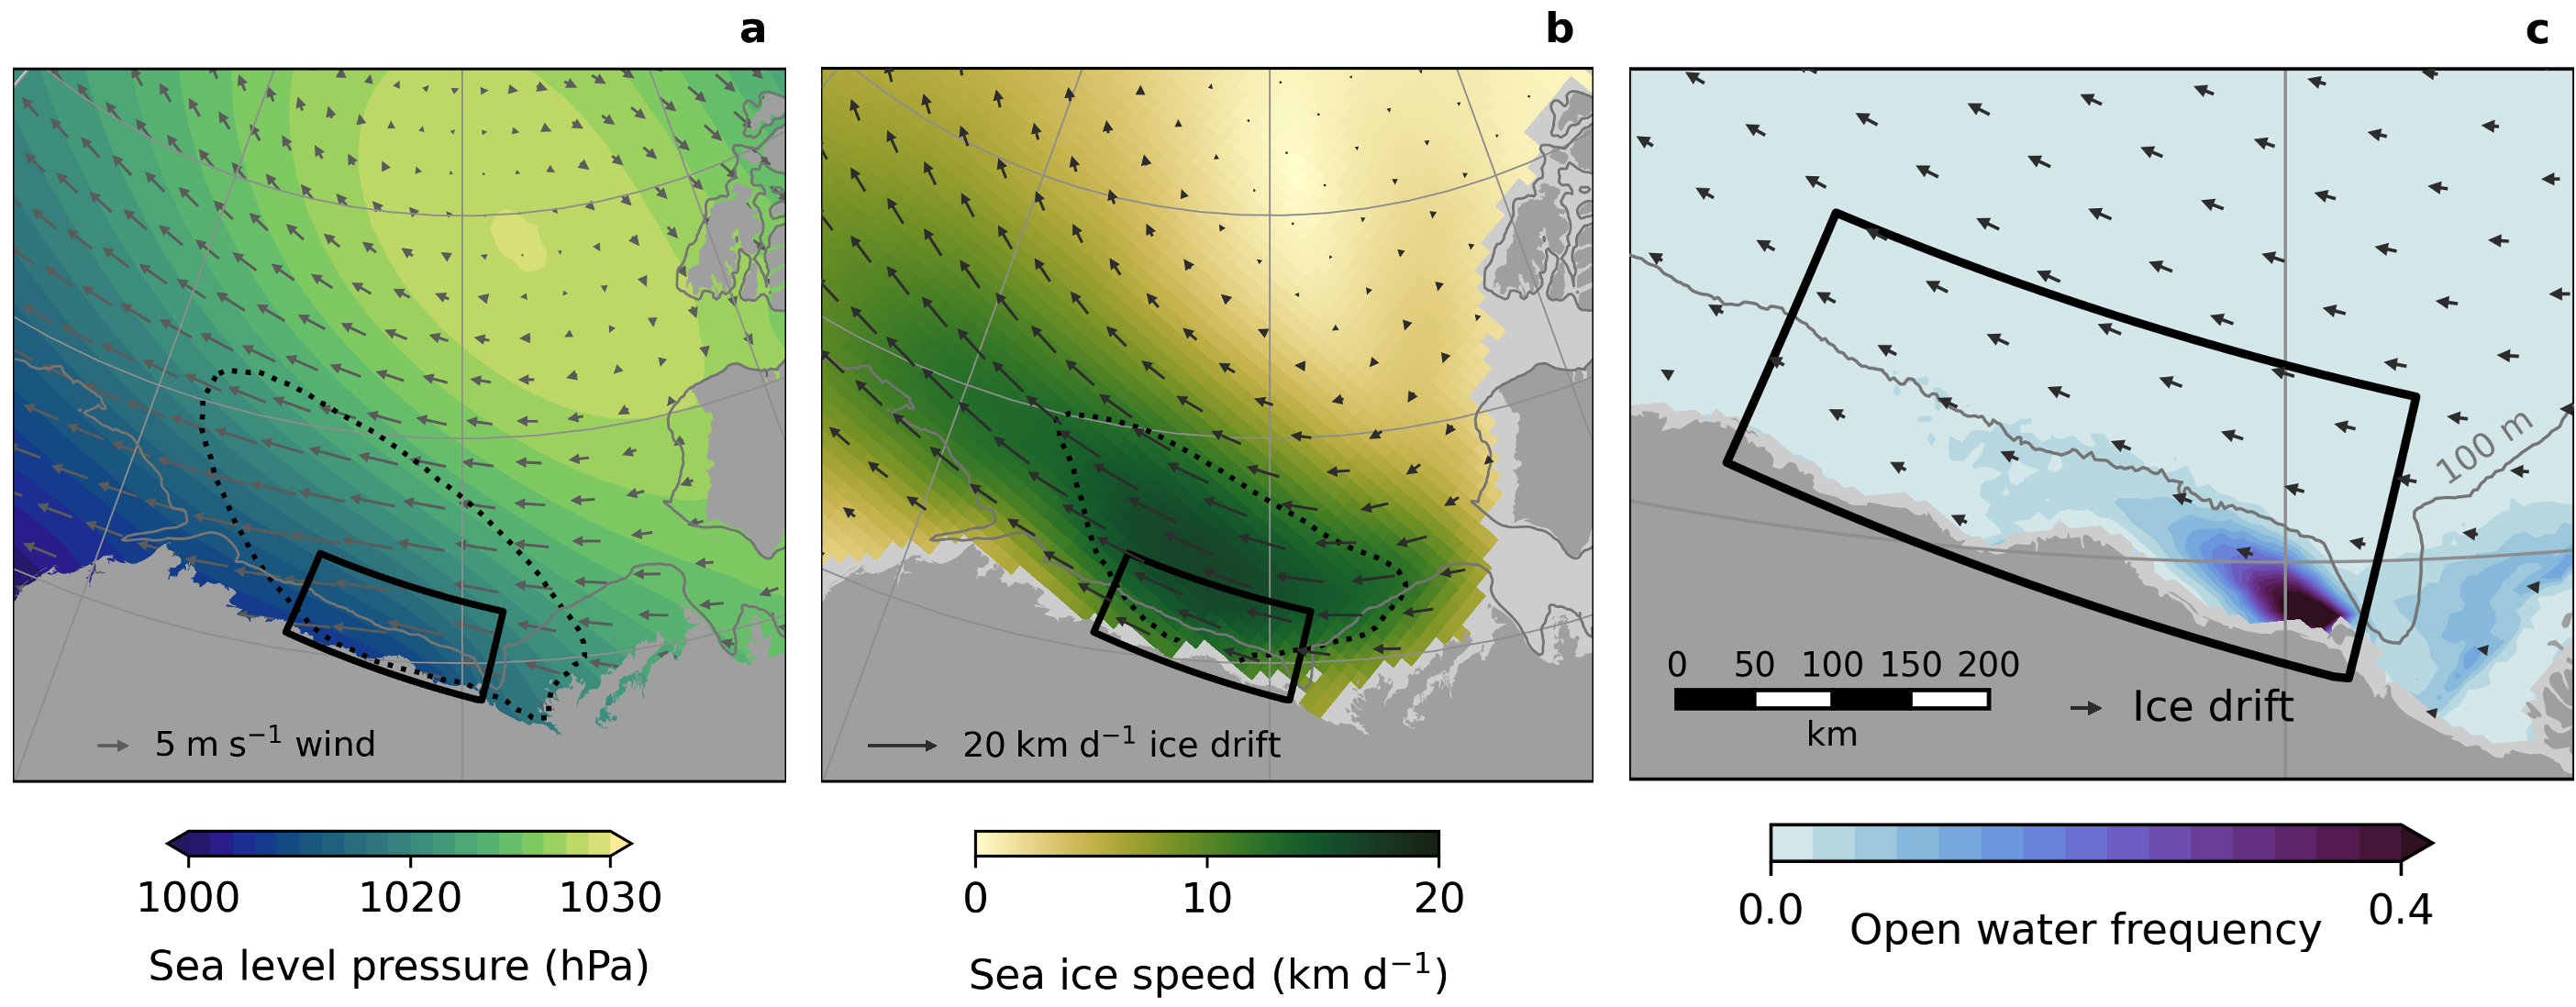 a
b
c
5 m s⁻¹ wind
20 km d⁻¹ ice drift
100 m
0 50 100 150 200
km
Ice drift
1000 1020 1030
Sea level pressure (hPa)
0 10 20
Sea ice speed (km d⁻¹)
0.0 0.4
Open water frequency